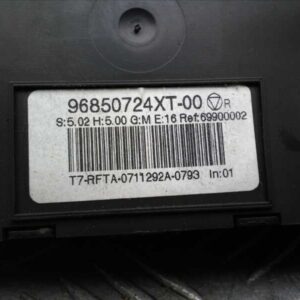 96850724XT-00 R
S:5.02 H:5.00 G:M E:16 Ref:69900002
T7-RFTA-0711292A-0793 In:01